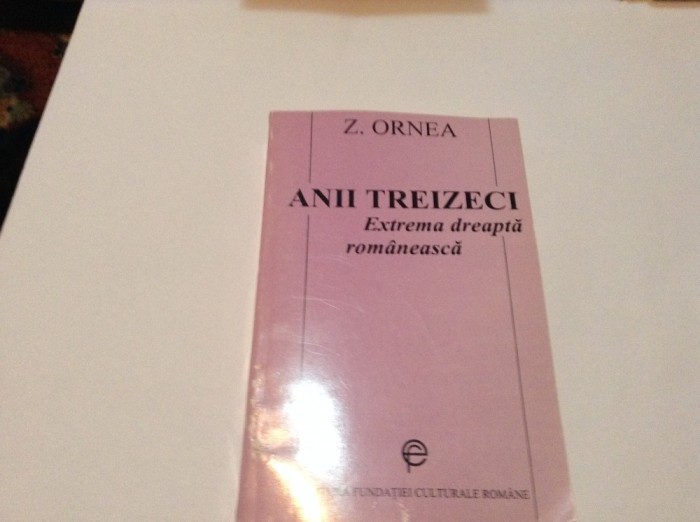 Z. ORNEA
ANII TREIZECI
Extrema dreaptă
românească
FUNDAȚIEI CULTURALE ROMÂNE